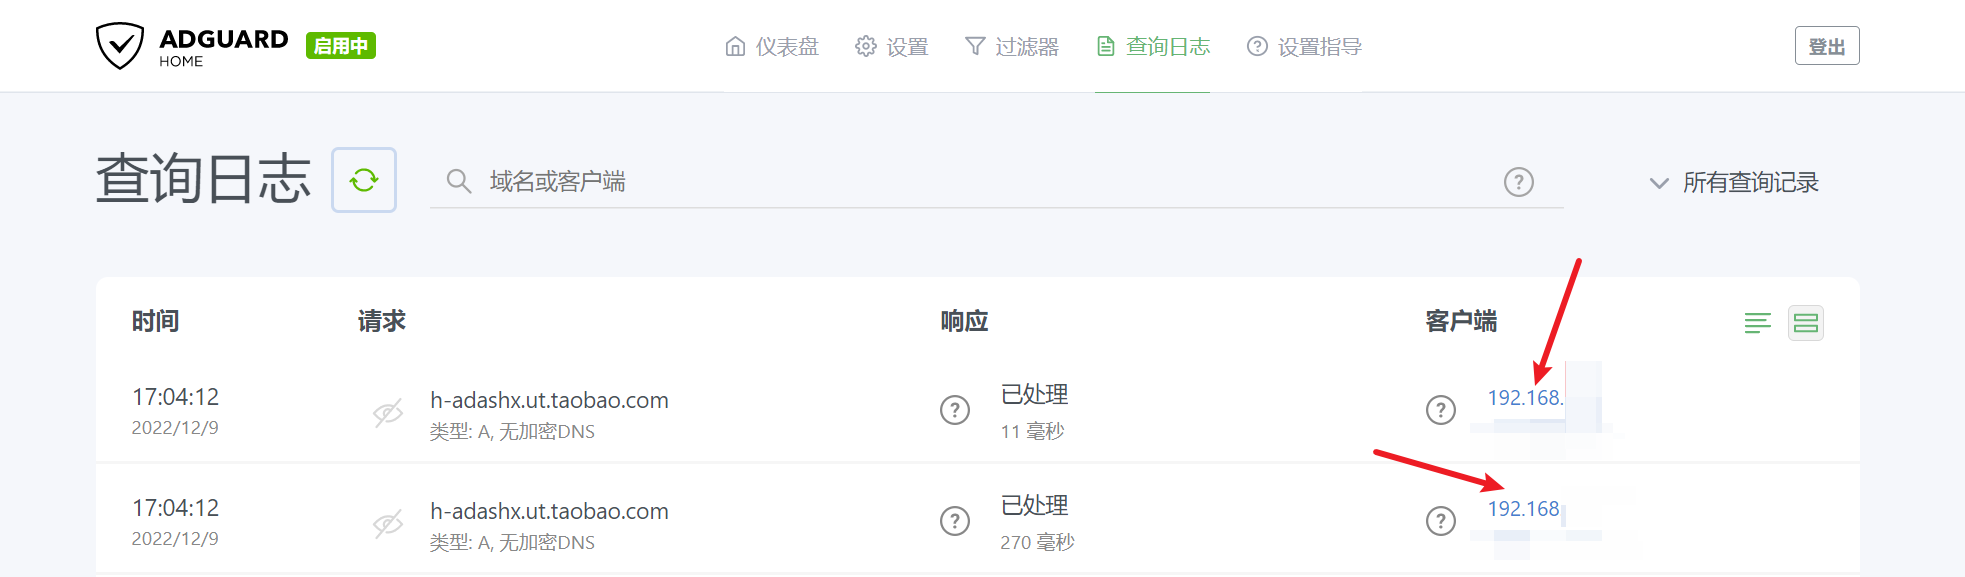 ADGUARD
HOME
启用中
仪表盘
设置
过滤器
查询日志
设置指导
登出
查询日志
域名或客户端
所有查询记录
时间 请求 响应 客户端
17:04:12 h-adashx.ut.taobao.com 已处理 192.168.
2022/12/9 类型: A, 无加密DNS 11 毫秒
17:04:12 h-adashx.ut.taobao.com 已处理 192.168
2022/12/9 类型: A, 无加密DNS 270 毫秒